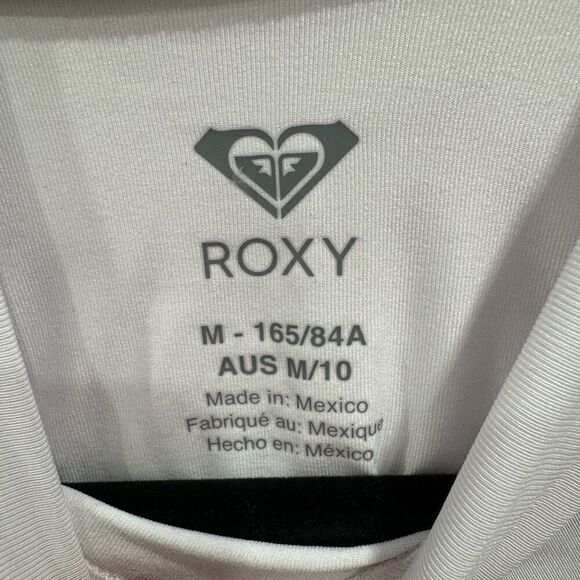 ROXY
M - 165/84A
AUS M/10
Made in: Mexico
Fabriqué au: Mexique
Hecho en: México